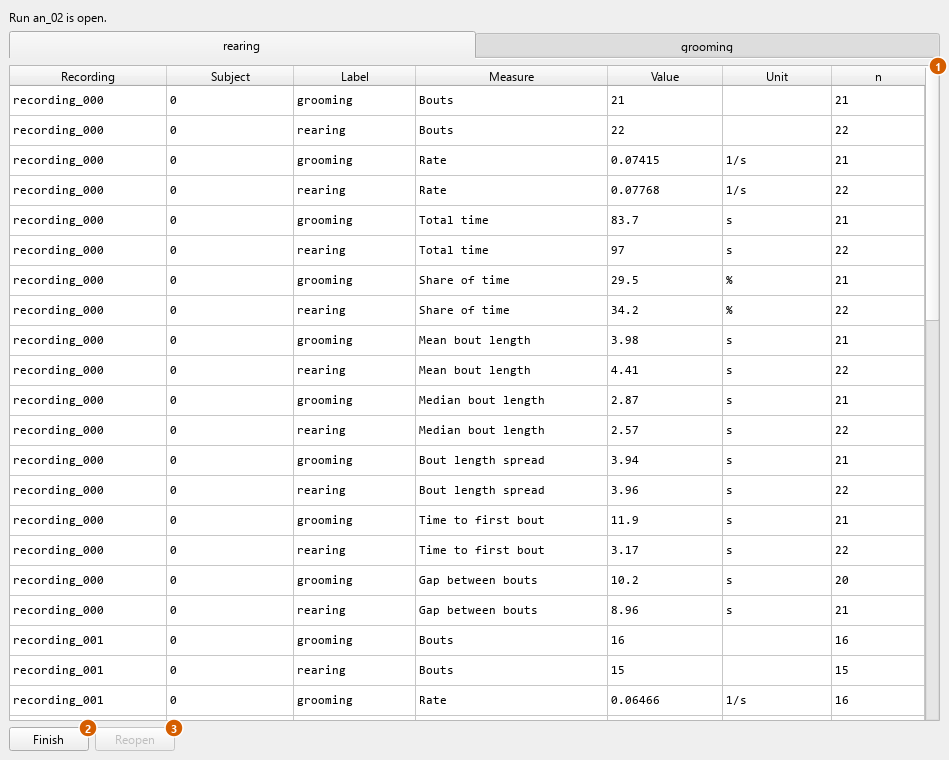 Run an_02 is open.
rearing grooming
Recording Subject Label Measure Value Unit n
1
recording_000 0 grooming Bouts 21 21
recording_000 0 rearing Bouts 22 22
recording_000 0 grooming Rate 0.07415 1/s 21
recording_000 0 rearing Rate 0.07768 1/s 22
recording_000 0 grooming Total time 83.7 s 21
recording_000 0 rearing Total time 97 s 22
recording_000 0 grooming Share of time 29.5 % 21
recording_000 0 rearing Share of time 34.2 % 22
recording_000 0 grooming Mean bout length 3.98 s 21
recording_000 0 rearing Mean bout length 4.41 s 22
recording_000 0 grooming Median bout length 2.87 s 21
recording_000 0 rearing Median bout length 2.57 s 22
recording_000 0 grooming Bout length spread 3.94 s 21
recording_000 0 rearing Bout length spread 3.96 s 22
recording_000 0 grooming Time to first bout 11.9 s 21
recording_000 0 rearing Time to first bout 3.17 s 22
recording_000 0 grooming Gap between bouts 10.2 s 20
recording_000 0 rearing Gap between bouts 8.96 s 21
recording_001 0 grooming Bouts 16 16
recording_001 0 rearing Bouts 15 15
recording_001 0 grooming Rate 0.06466 1/s 16
2 3
Finish Reopen